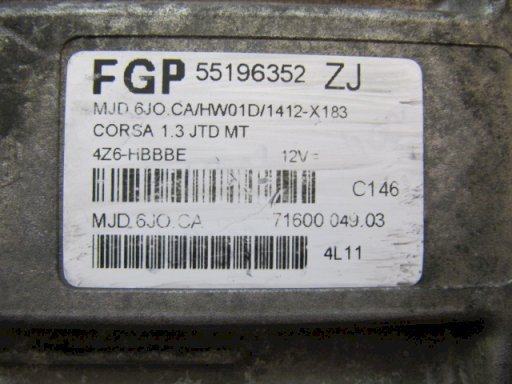 FGP 55196352 ZJ
MJD 6JO.CA/HW01D/1412-X183
CORSA 1.3 JTD MT
4Z6-HBBBE 12V=
C146
MJD 6JO.CA 71600 049.03
4L11